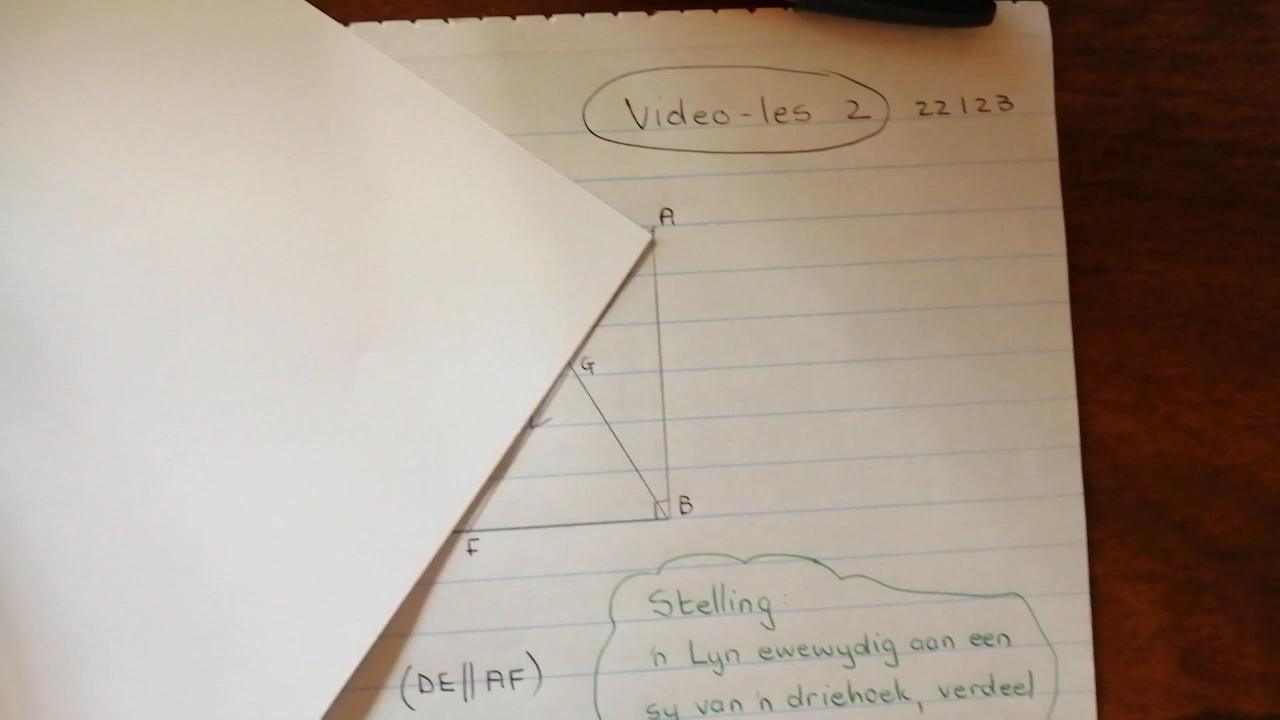 Video-les 2 22123
A
G
B
F
(DE||AF)
Stelling:
'n Lyn ewewydig aan een
sy van 'n driehoek, verdeel